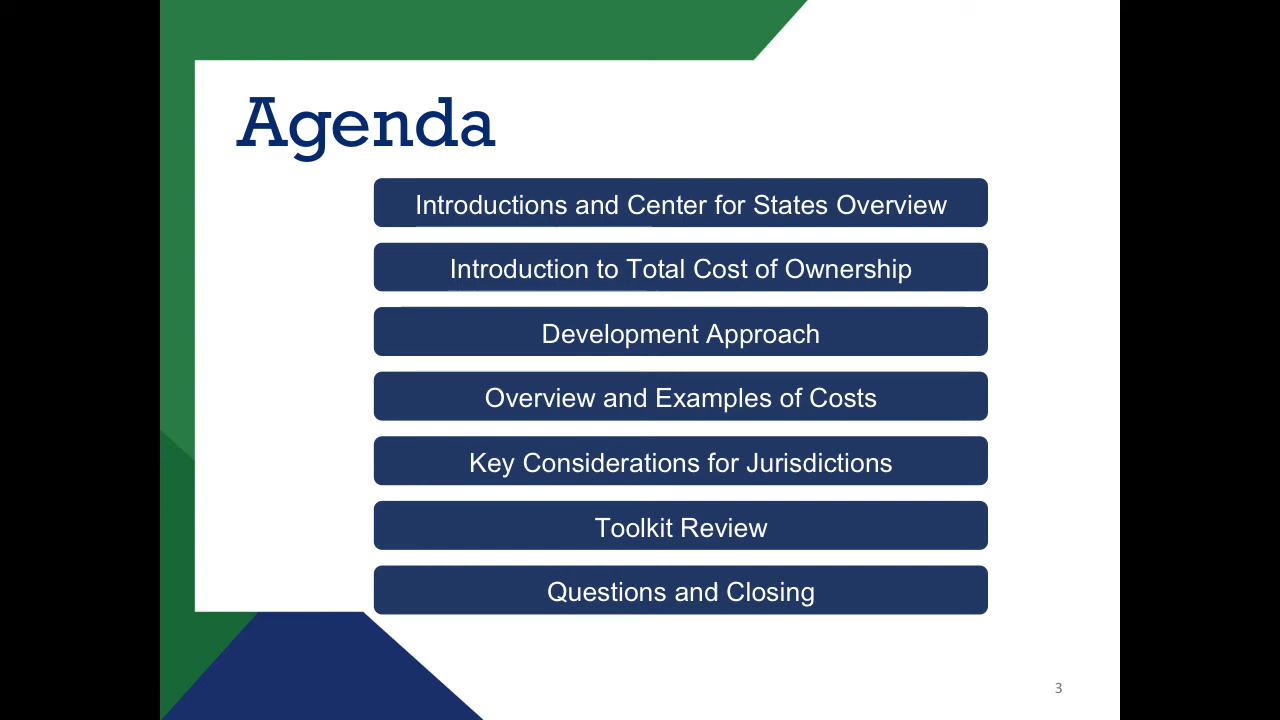 Agenda
Introductions and Center for States Overview
Introduction to Total Cost of Ownership
Development Approach
Overview and Examples of Costs
Key Considerations for Jurisdictions
Toolkit Review
Questions and Closing
3